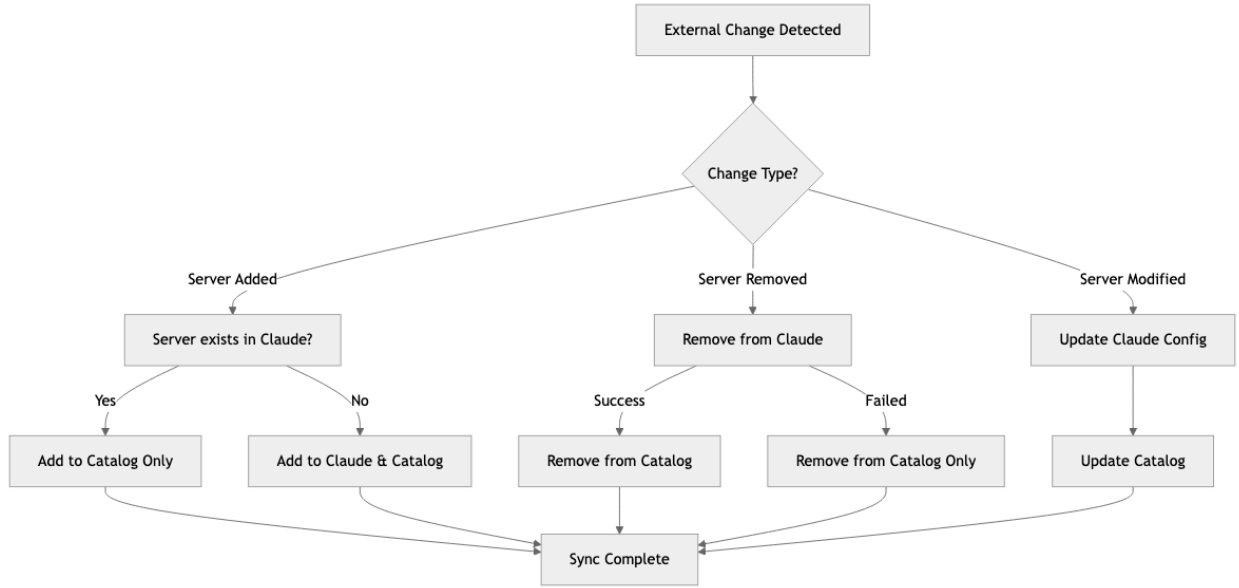 External Change Detected
Change Type?
Server Added
Server Removed
Server Modified
Server exists in Claude?
Remove from Claude
Update Claude Config
Yes
No
Success
Failed
Add to Catalog Only
Add to Claude & Catalog
Remove from Catalog
Remove from Catalog Only
Update Catalog
Sync Complete